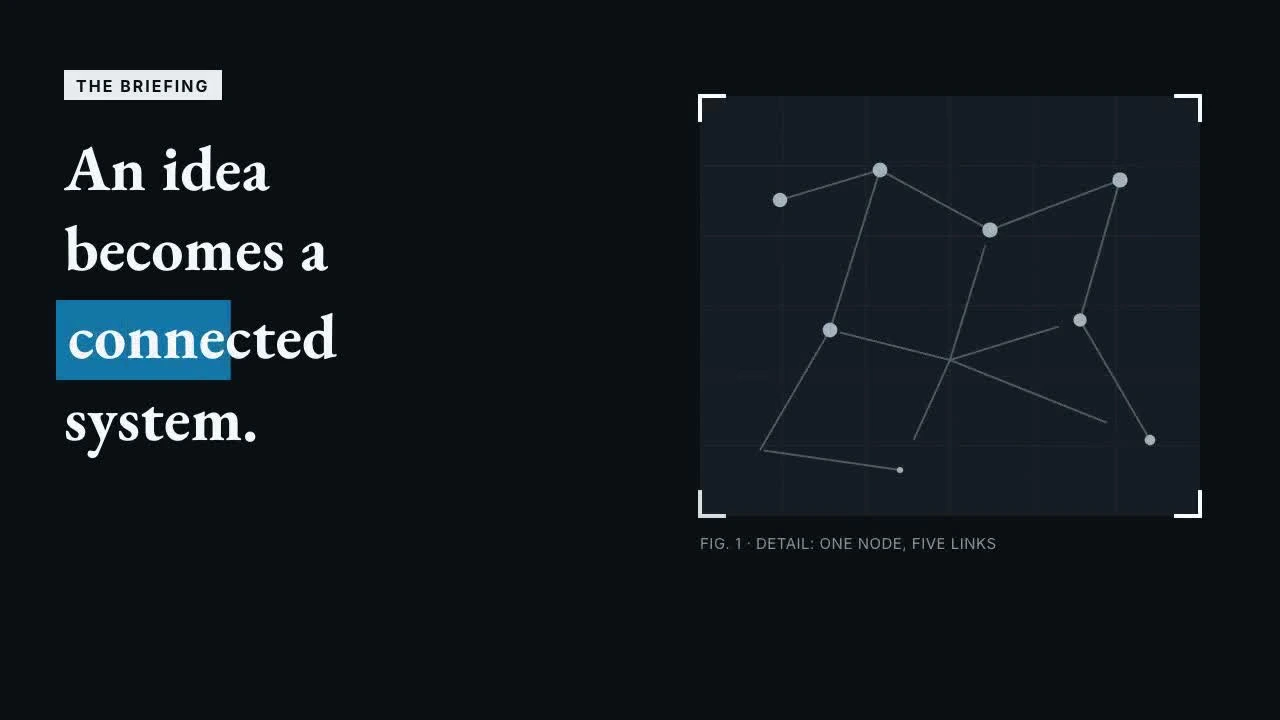 THE BRIEFING
An idea
becomes a
connected
system.
FIG. 1 · DETAIL: ONE NODE, FIVE LINKS